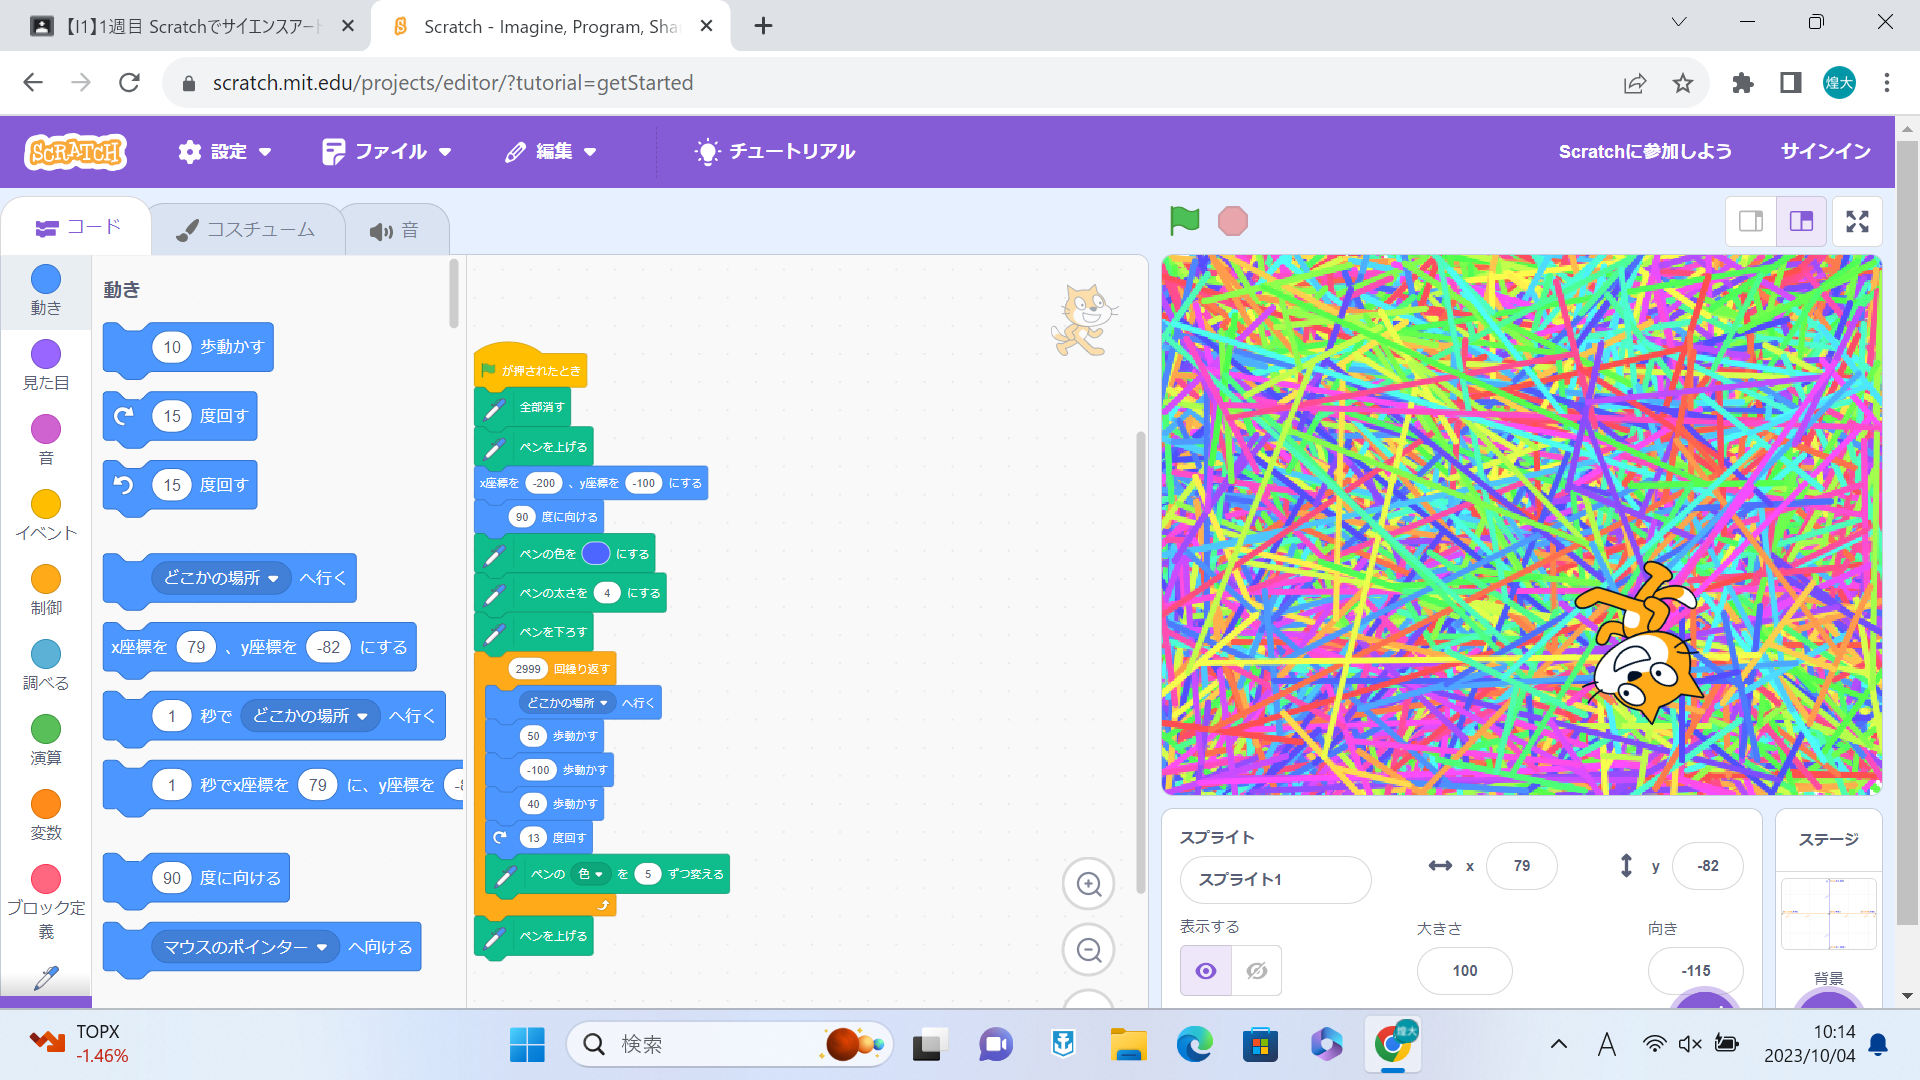 【I1】1週目 Scratchでサイエンスアート
Scratch - Imagine, Program, Sha
scratch.mit.edu/projects/editor/?tutorial=getStarted
煌大
SCRATCH
設定
ファイル
編集
チュートリアル
Scratchに参加しよう
サインイン
コード
コスチューム
音
動き
見た目
音
イベント
制御
調べる
演算
変数
ブロック定
義
動き
10 歩動かす
15 度回す
15 度回す
どこかの場所 へ行く
x座標を 79 、y座標を -82 にする
1 秒で どこかの場所 へ行く
1 秒でx座標を 79 に、y座標を -8
90 度に向ける
マウスのポインター へ向ける
が押されたとき
全部消す
ペンを上げる
x座標を -200 、y座標を -100 にする
90 度に向ける
ペンの色を にする
ペンの太さを 4 にする
ペンを下ろす
2999 回繰り返す
どこかの場所 へ行く
50 歩動かす
-100 歩動かす
40 歩動かす
13 度回す
ペンの 色 を 5 ずつ変える
ペンを上げる
スプライト
スプライト1
x 79
y -82
表示する
大きさ
100
向き
-115
ステージ
背景
TOPX
-1.46%
検索
煌大
A
10:14
2023/10/04